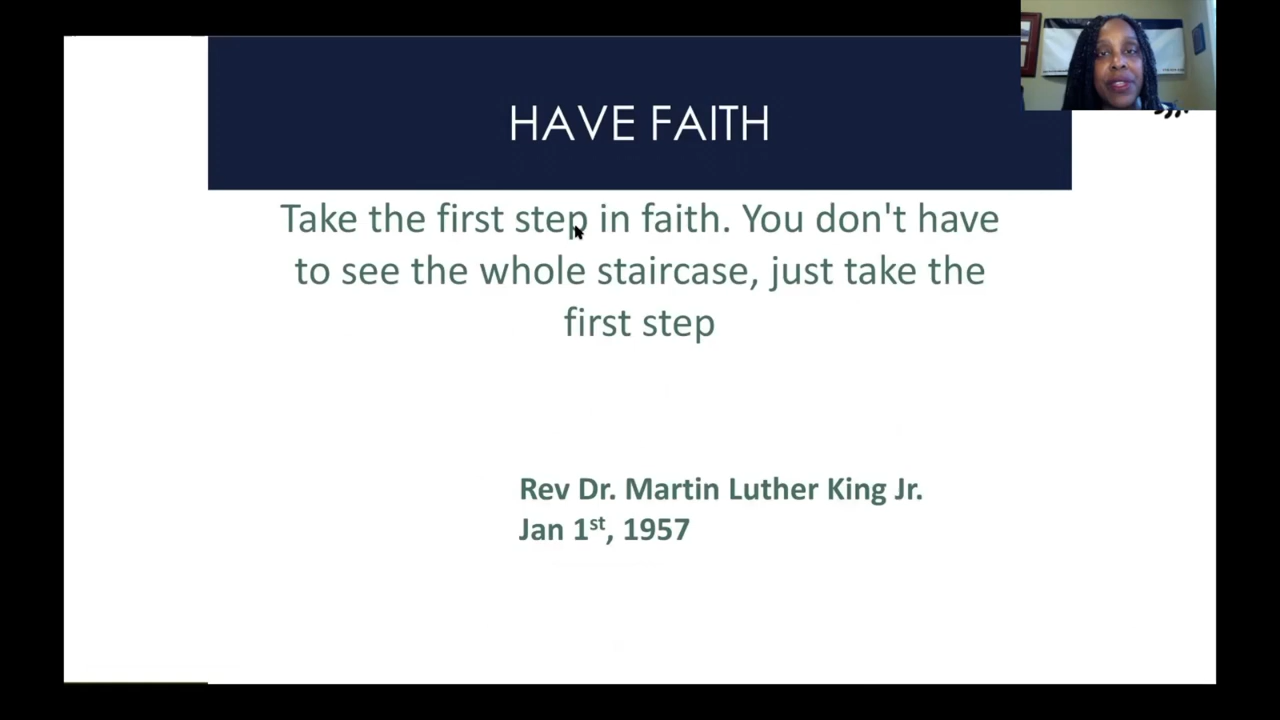 HAVE FAITH
Take the first step in faith. You don't have
to see the whole staircase, just take the
first step
Rev Dr. Martin Luther King Jr.
Jan 1st, 1957